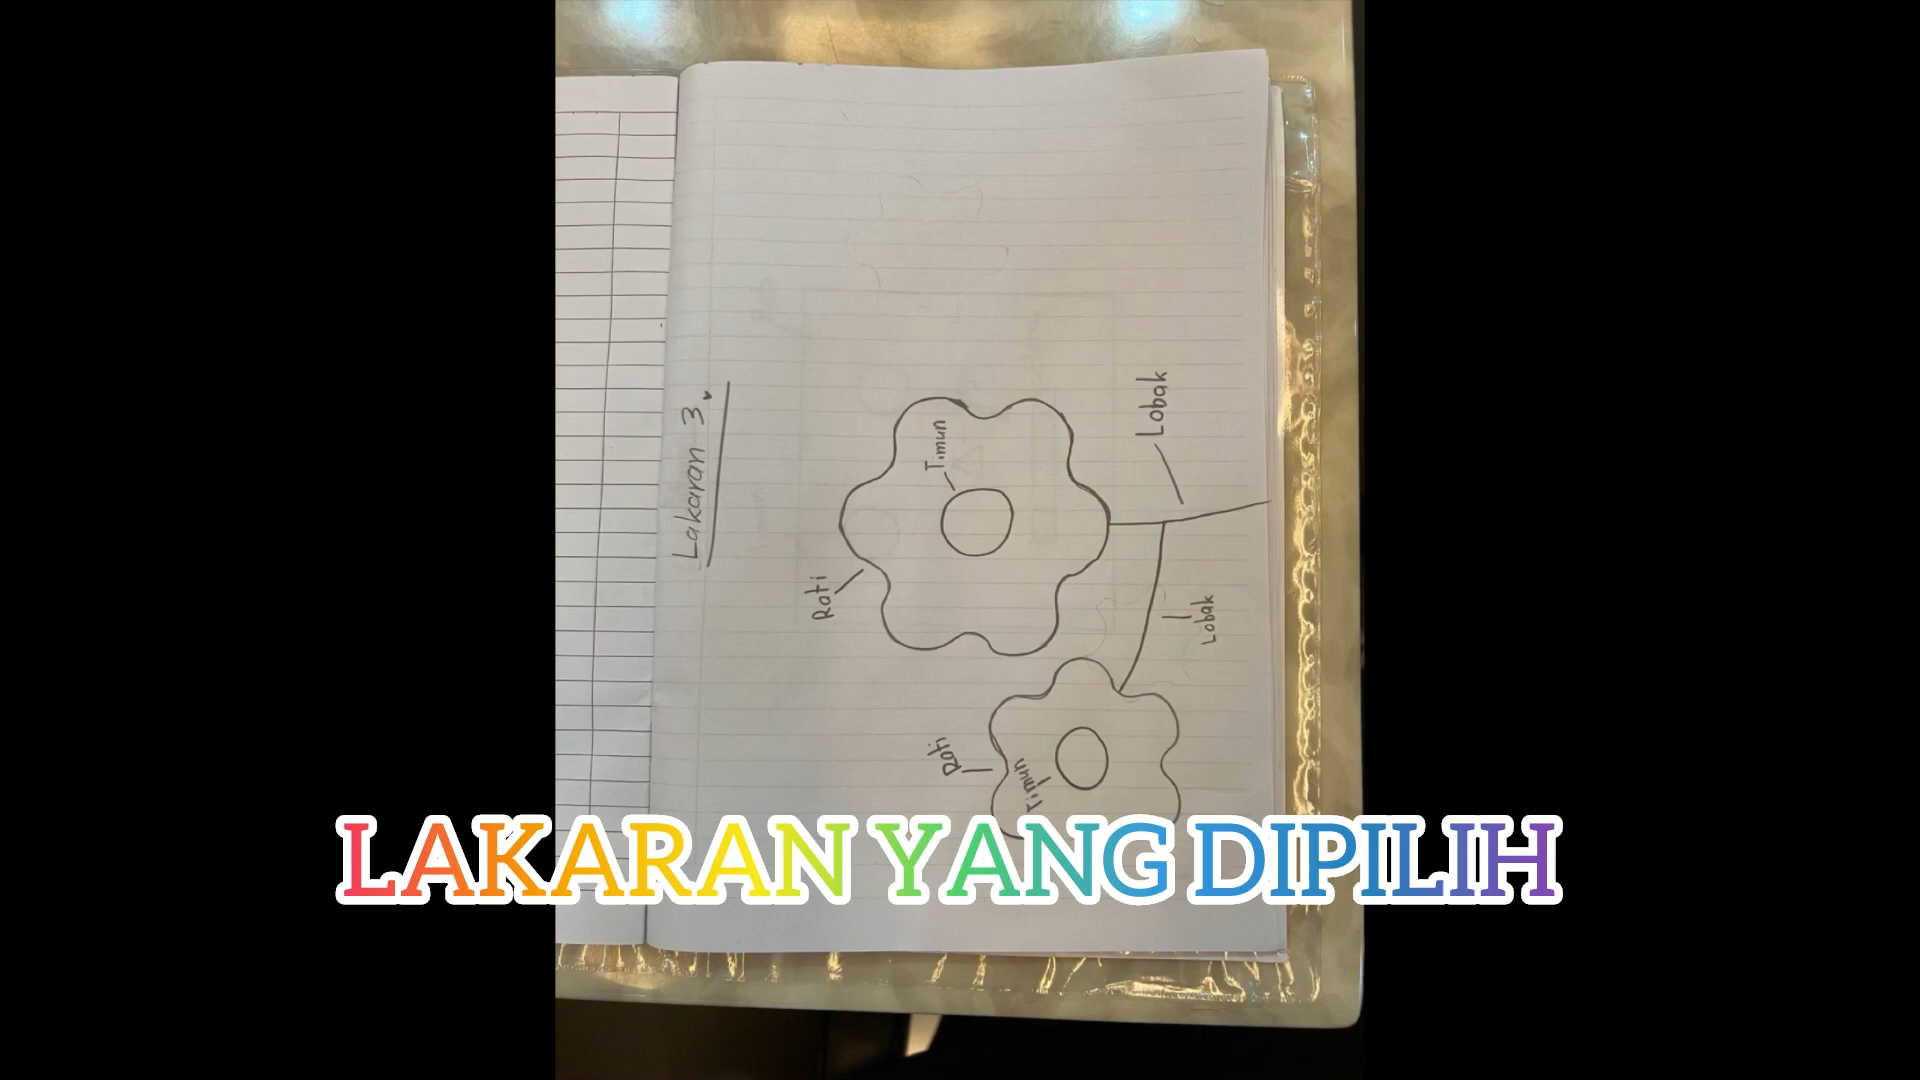 Lakaran 3.
Timun
Lobak
Roti
Lobak
Roti
Timun
LAKARAN YANG DIPILIH